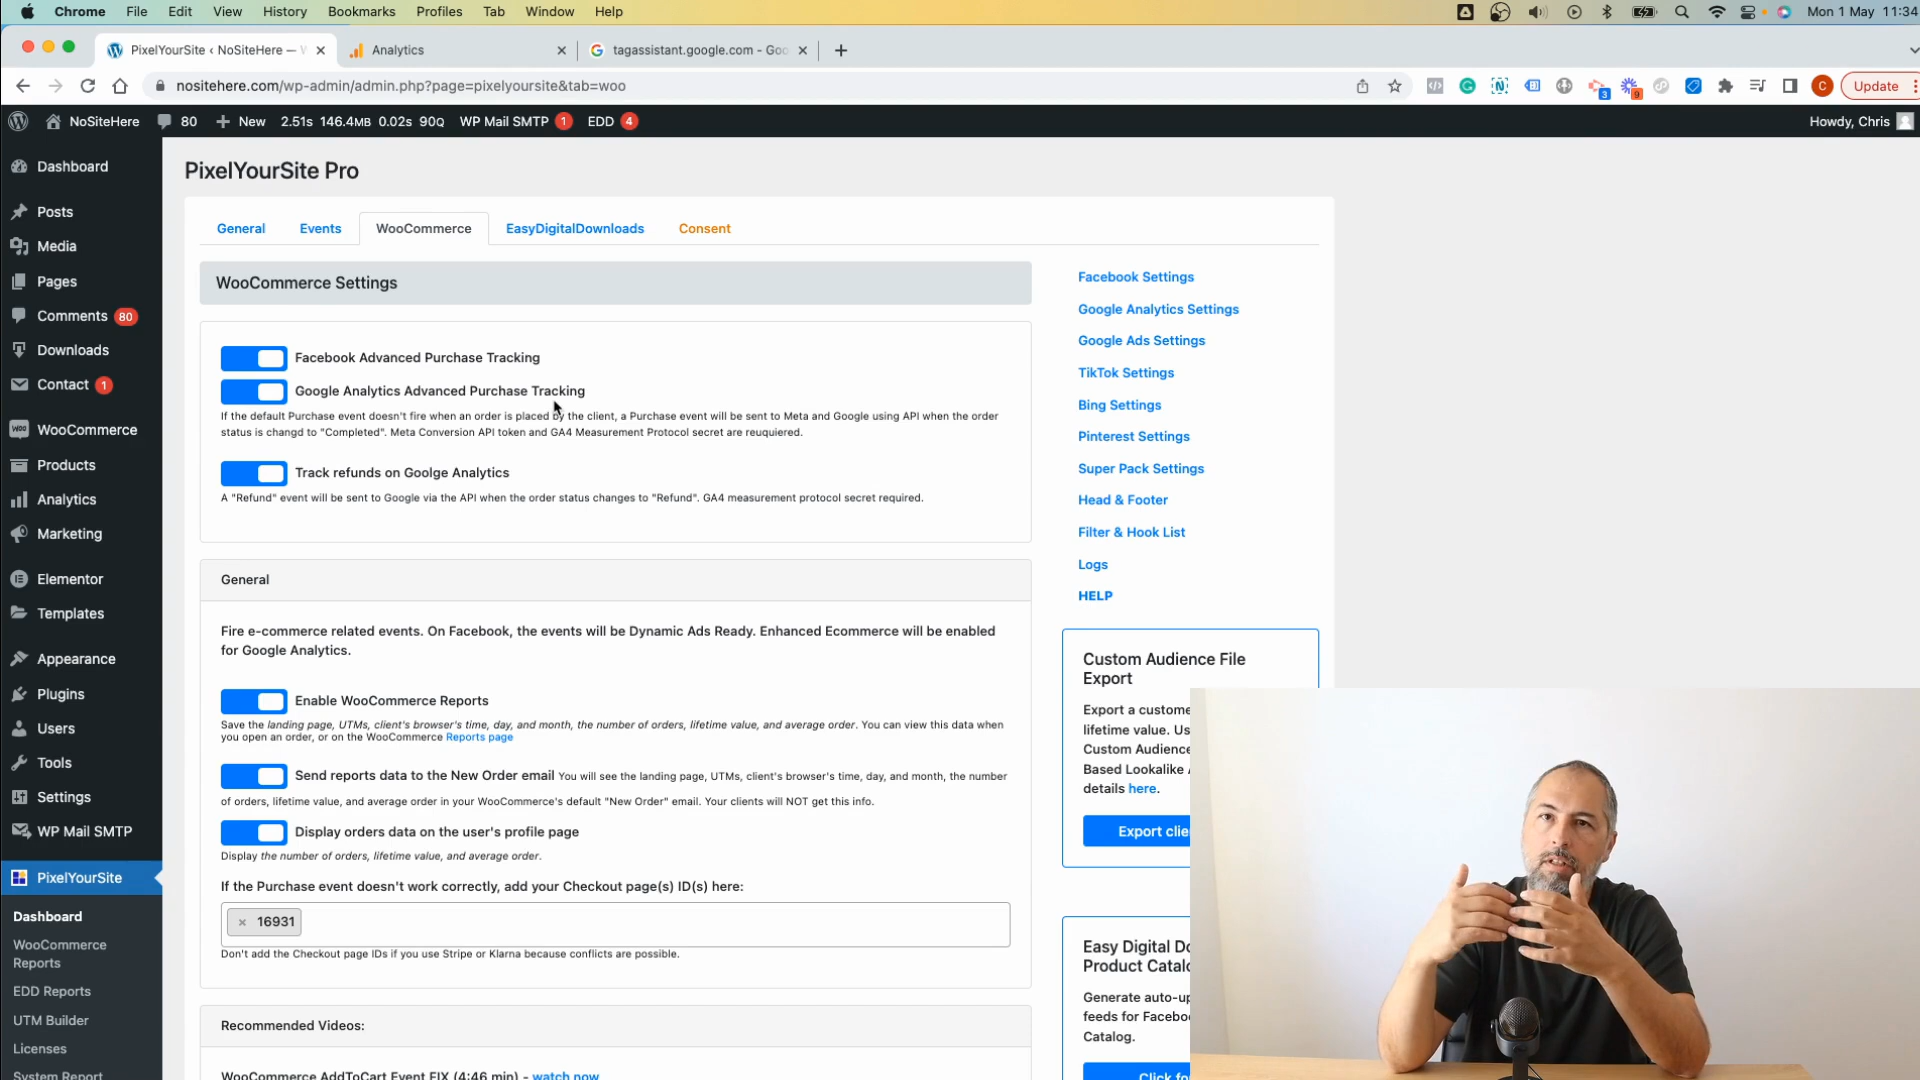 Chrome File Edit View History Bookmarks Profiles Tab Window Help Mon 1 May 11:34
PixelYourSite ‹ NoSiteHere — Analytics tagassistant.google.com - Goo
nositehere.com/wp-admin/admin.php?page=pixelyoursite&tab=woo 3 9 C Update
NoSiteHere 80 New 2.51s 146.4MB 0.02s 90Q WP Mail SMTP 1 EDD 4 Howdy, Chris
Dashboard
Posts
Media
Pages
Comments 80
Downloads
Contact 1
WooCommerce
Products
Analytics
Marketing
Elementor
Templates
Appearance
Plugins
Users
Tools
Settings
WP Mail SMTP
PixelYourSite
Dashboard
WooCommerce
Reports
EDD Reports
UTM Builder
Licenses
System Report
PixelYourSite Pro
General Events WooCommerce EasyDigitalDownloads Consent
WooCommerce Settings
Facebook Advanced Purchase Tracking
Google Analytics Advanced Purchase Tracking
If the default Purchase event doesn't fire when an order is placed by the client, a Purchase event will be sent to Meta and Google using API when the order
status is changd to "Completed". Meta Conversion API token and GA4 Measurement Protocol secret are reuquiered.
Track refunds on Goolge Analytics
A "Refund" event will be sent to Google via the API when the order status changes to "Refund". GA4 measurement protocol secret required.
General
Fire e-commerce related events. On Facebook, the events will be Dynamic Ads Ready. Enhanced Ecommerce will be enabled
for Google Analytics.
Enable WooCommerce Reports
Save the landing page, UTMs, client's browser's time, day, and month, the number of orders, lifetime value, and average order. You can view this data when
you open an order, or on the WooCommerce Reports page
Send reports data to the New Order email You will see the landing page, UTMs, client's browser's time, day, and month, the number
of orders, lifetime value, and average order in your WooCommerce's default "New Order" email. Your clients will NOT get this info.
Display orders data on the user's profile page
Display the number of orders, lifetime value, and average order.
If the Purchase event doesn't work correctly, add your Checkout page(s) ID(s) here:
× 16931
Don't add the Checkout page IDs if you use Stripe or Klarna because conflicts are possible.
Recommended Videos:
WooCommerce AddToCart Event FIX (4:46 min) - watch now
Facebook Settings
Google Analytics Settings
Google Ads Settings
TikTok Settings
Bing Settings
Pinterest Settings
Super Pack Settings
Head & Footer
Filter & Hook List
Logs
HELP
Custom Audience File
Export
Export a custome
lifetime value. Us
Custom Audience
Based Lookalike
details here.
Export clie
Easy Digital Do
Product Catalo
Generate auto-up
feeds for Faceboo
Catalog.
Click fo